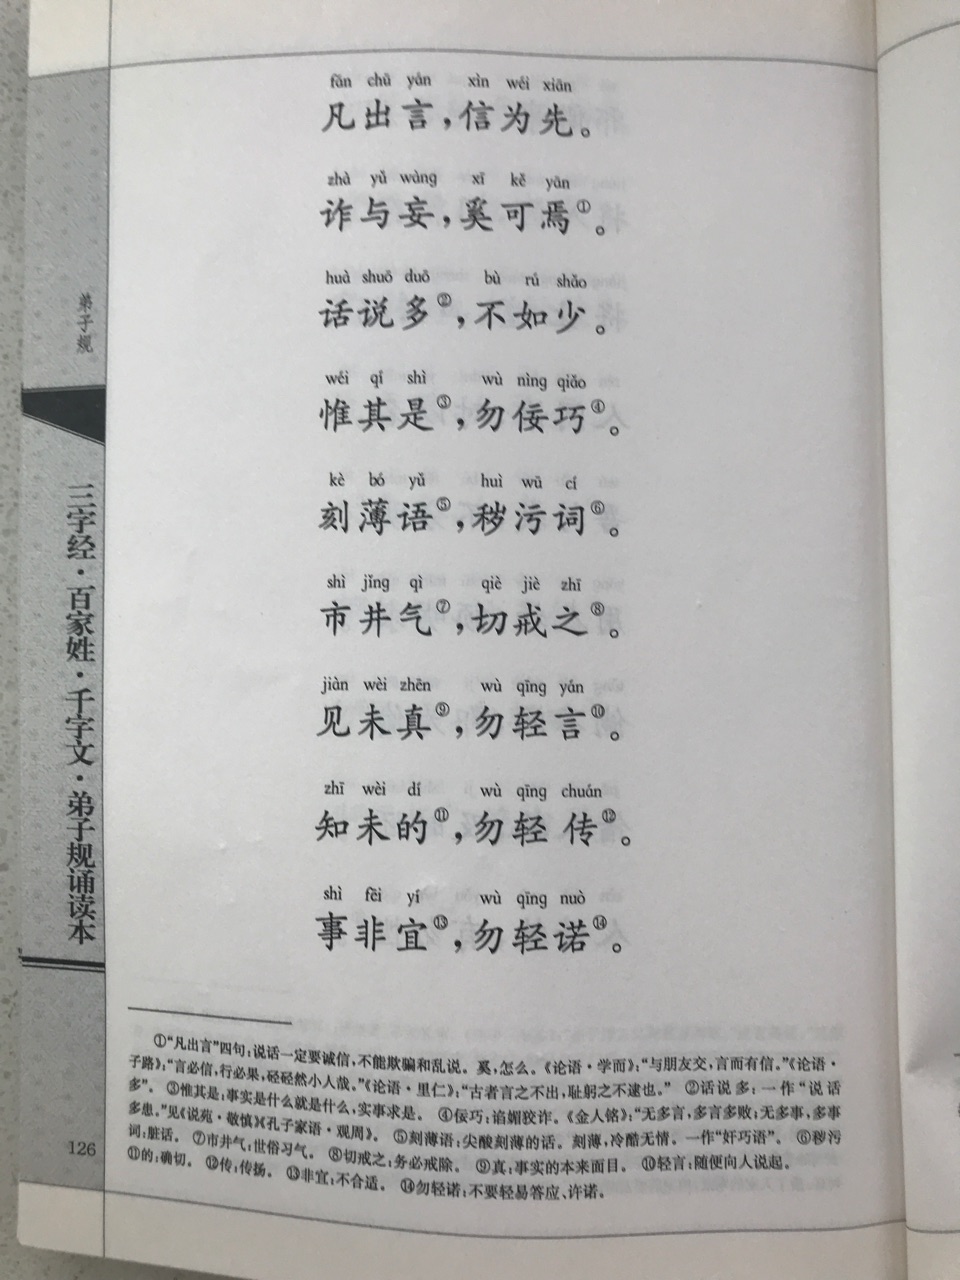 fān chū yán xìn wéi xiān
凡出言，信为先。
zhà yǔ wàng xī kě yān
诈与妄，奚可焉①。
huà shuō duō bù rú shǎo
话说多②，不如少。
wéi qí shì wù nìng qiǎo
惟其是③，勿佞巧④。
kè bó yǔ huì wū cí
刻薄语⑤，秽污词⑥。
shì jǐng qì qiè jiè zhī
市井气⑦，切戒之⑧。
jiàn wèi zhēn wù qīng yán
见未真⑨，勿轻言⑩。
zhī wèi dí wù qīng chuán
知未的⑪，勿轻传⑫。
shì fēi yí wù qīng nuò
事非宜⑬，勿轻诺⑭。
①“凡出言”四句：说话一定要诚信，不能欺骗和乱说。奚，怎么。《论语·学而》：“与朋友交，言而有信。”《论语·
子路》：“言必信，行必果，硁硁然小人哉。”《论语·里仁》：“古者言之不出，耻躬之不逮也。” ②话说多：一作“说话
多”。 ③惟其是：事实是什么就是什么，实事求是。 ④佞巧：谄媚狡诈。《金人铭》：“无多言，多言多败；无多事，多事
多患。”见《说苑·敬慎》《孔子家语·观周》。 ⑤刻薄语：尖酸刻薄的话。刻薄，冷酷无情。一作“奸巧语”。 ⑥秽污
词：脏话。 ⑦市井气：世俗习气。 ⑧切戒之：务必戒除。 ⑨真：事实的本来面目。 ⑩轻言：随便向人说起。
⑪的：确切。 ⑫传：传扬。 ⑬非宜：不合适。 ⑭勿轻诺：不要轻易答应、许诺。
弟子规
三字经·百家姓·千字文·弟子规诵读本
126